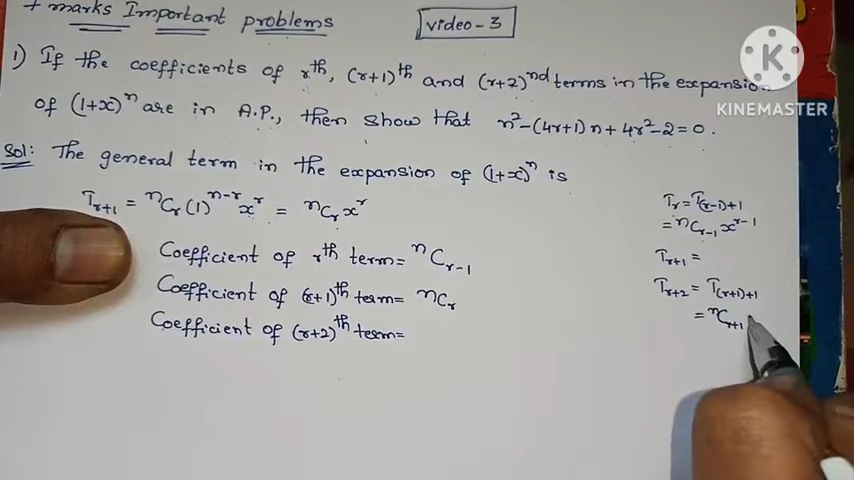 4 marks Important problems
video-3
1) If the coefficients of rth, (r+1)th and (r+2)nd terms in the expansion
of (1+x)^n are in A.P., then show that n²-(4r+1)n+4r²-2=0.
Sol: The general term in the expansion of (1+x)^n is
T_{r+1} = ⁿC_r (1)^{n-r} x^r = ⁿC_r x^r
Coefficient of rth term = ⁿC_{r-1}
Coefficient of (r+1)th term = ⁿC_r
Coefficient of (r+2)th term =
T_r = T_{(r-1)+1}
= ⁿC_{r-1} x^{r-1}
T_{r+1} =
T_{r+2} = T_{(r+1)+1}
= ⁿC_{r+1}
K
KINEMASTER